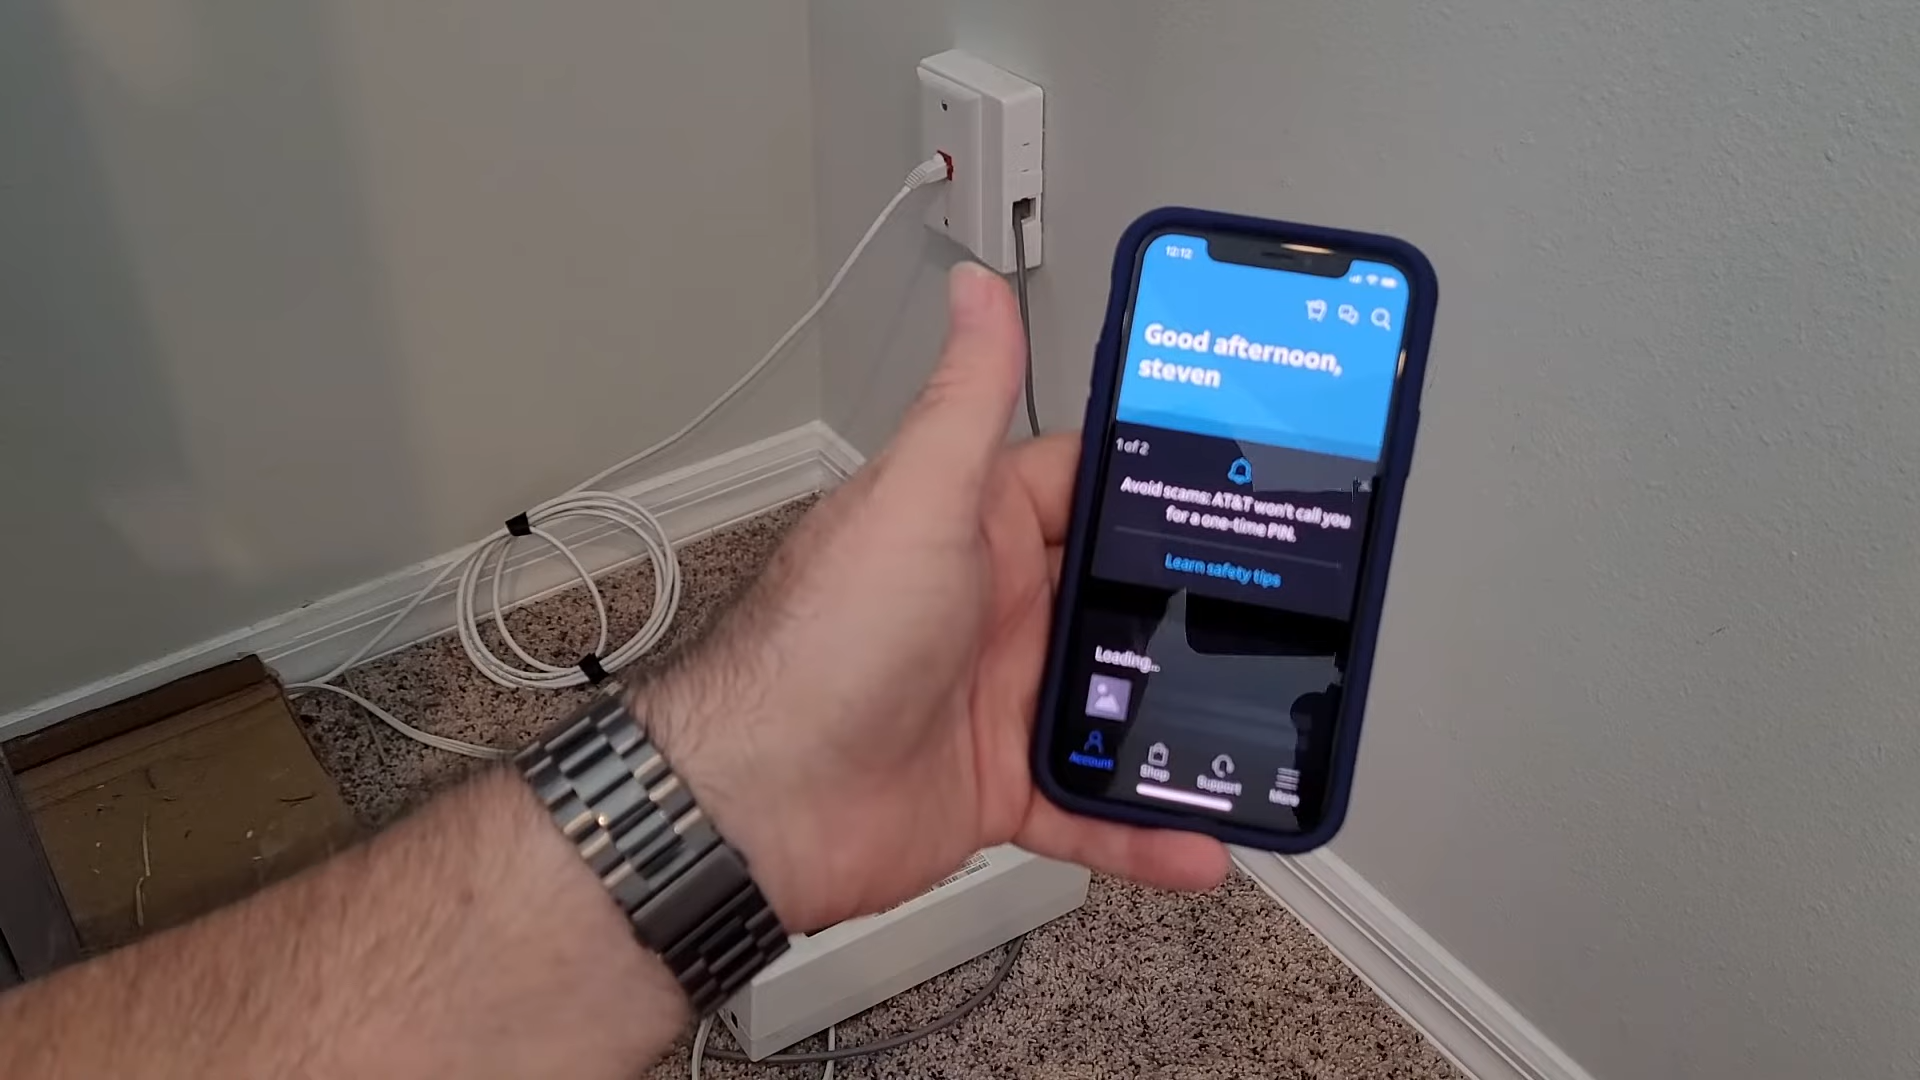 12:12
Good afternoon,
steven
1 of 2
Avoid scams: AT&T won't call you
for a one-time PIN.
Learn safety tips
Loading...
Account
Shop
Support
More